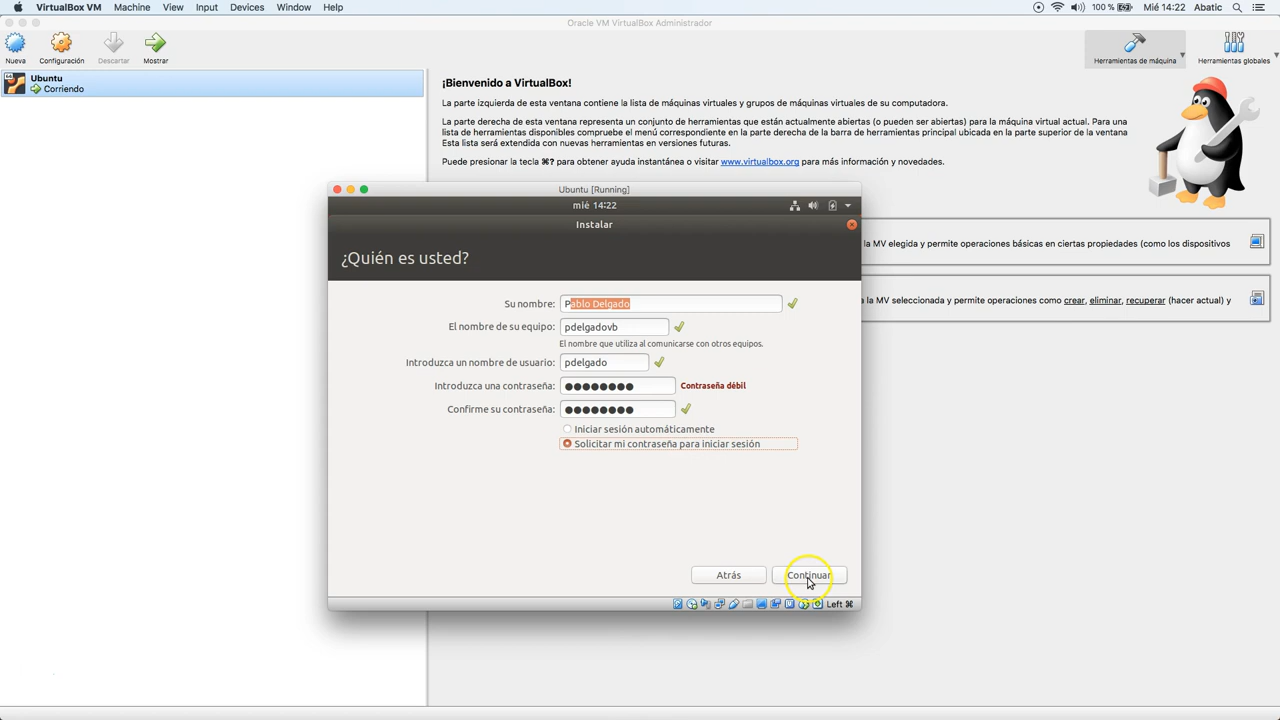 VirtualBox VM Machine View Input Devices Window Help 100 % Mié 14:22 Abatic
Oracle VM VirtualBox Administrador
Nueva Configuración Descartar Mostrar Herramientas de máquina Herramientas globales
Ubuntu
Corriendo
¡Bienvenido a VirtualBox!
La parte izquierda de esta ventana contiene la lista de máquinas virtuales y grupos de máquinas virtuales de su computadora.
La parte derecha de esta ventana representa un conjunto de herramientas que están actualmente abiertas (o pueden ser abiertas) para la máquina virtual actual. Para una
lista de herramientas disponibles compruebe el menú correspondiente en la parte derecha de la barra de herramientas principal ubicada en la parte superior de la ventana
Esta lista será extendida con nuevas herramientas en versiones futuras.
Puede presionar la tecla ⌘? para obtener ayuda instantánea o visitar www.virtualbox.org para más información y novedades.
la MV elegida y permite operaciones básicas en ciertas propiedades (como los dispositivos
la MV seleccionada y permite operaciones como crear, eliminar, recuperar (hacer actual) y
Ubuntu [Running]
mié 14:22
Instalar
¿Quién es usted?
Su nombre: Pablo Delgado
El nombre de su equipo: pdelgadovb
El nombre que utiliza al comunicarse con otros equipos.
Introduzca un nombre de usuario: pdelgado
Introduzca una contraseña: ●●●●●●●● Contraseña débil
Confirme su contraseña: ●●●●●●●●
Iniciar sesión automáticamente
Solicitar mi contraseña para iniciar sesión
Atrás Continuar
Left ⌘